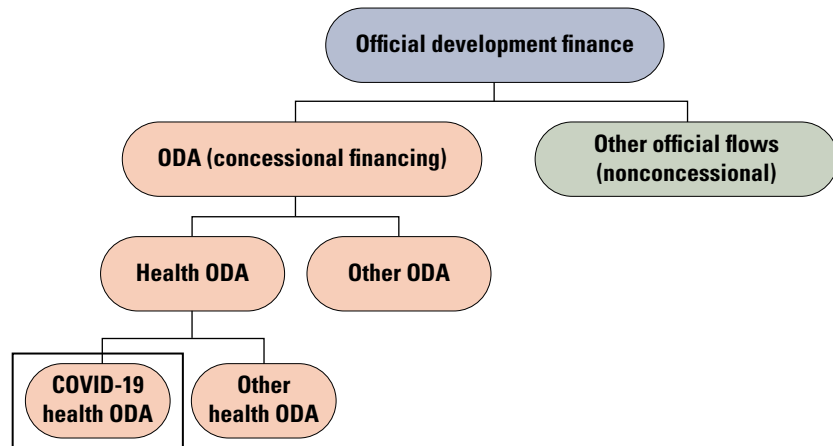 Official development finance
ODA (concessional financing)
Other official flows
(nonconcessional)
Health ODA
Other ODA
COVID-19
health ODA
Other
health ODA